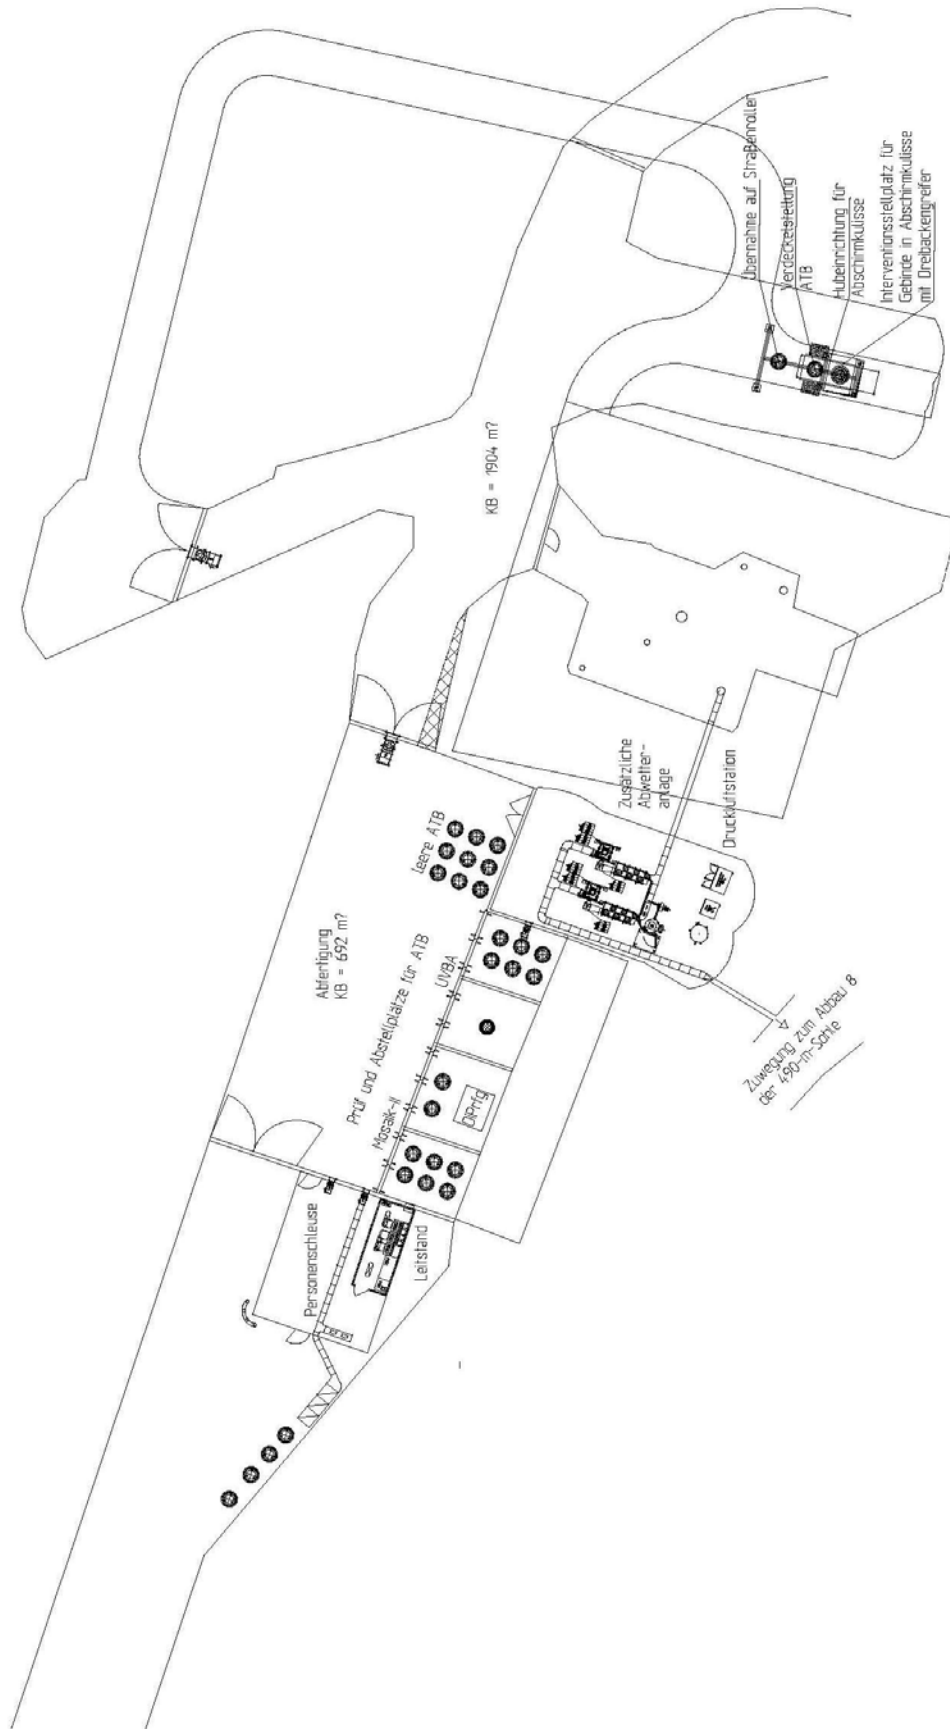 Übernahme auf Straßenroller
Verdeckelstellung
ATB
Hubeinrichtung für
Abschirmkulisse
Interventionsstellplatz für
Gebinde in Abschirmkulisse
mit Dreibackengreifer
KB = 1904 m?
Zusätzliche
Abwetter-
anlage
Druckluftstation
leere ATB
Abfertigung
KB = 692 m?
Prüf und Abstellplätze für ATB
UVBA
Mosaik-II
QPrfg
Personenschleuse
Leitstand
Zuwegung zum Abbau 8
der 490-m-Sohle